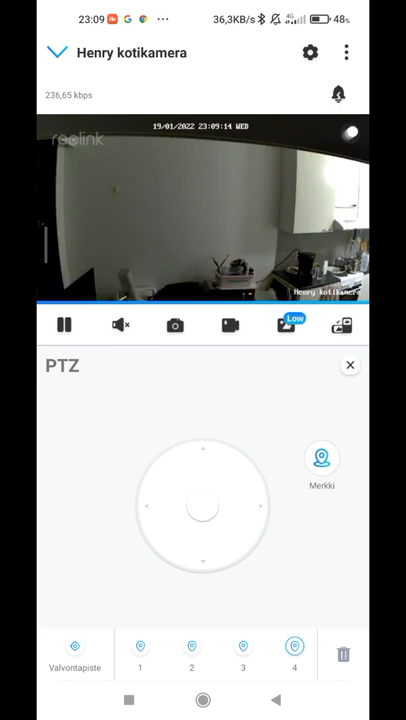 23:09
36,3KB/s
4G
48%
Henry kotikamera
236,65 kbps
reolink
19/01/2022 23:09:14 WED
Henry kotikamera
Low
PTZ
Merkki
Valvontapiste
1
2
3
4